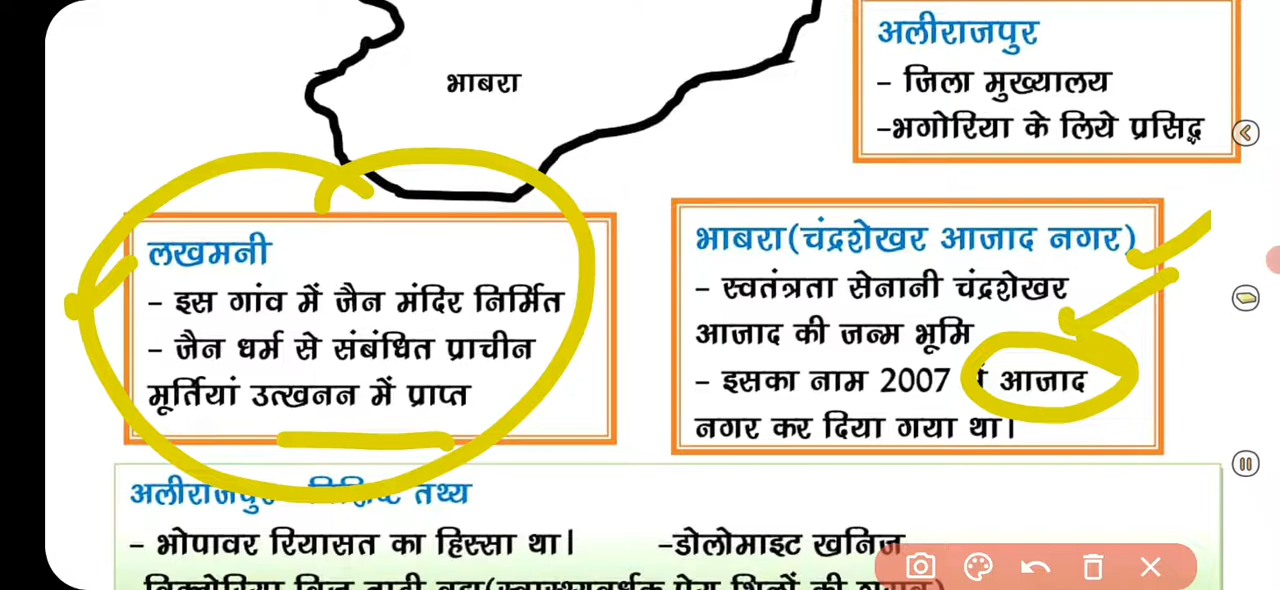 भाबरा
अलीराजपुर
- जिला मुख्यालय
-भगोरिया के लिये प्रसिद्ध
लखमनी
- इस गांव में जैन मंदिर निर्मित
- जैन धर्म से संबंधित प्राचीन
मूर्तियां उत्खनन में प्राप्त
भाबरा(चंद्रशेखर आजाद नगर)
- स्वतंत्रता सेनानी चंद्रशेखर
आजाद की जन्म भूमि
- इसका नाम 2007 में आजाद
नगर कर दिया गया था।
अलीराजपुर तथ्य
- भोपावर रियासत का हिस्सा था।
-डोलोमाइट खनिज